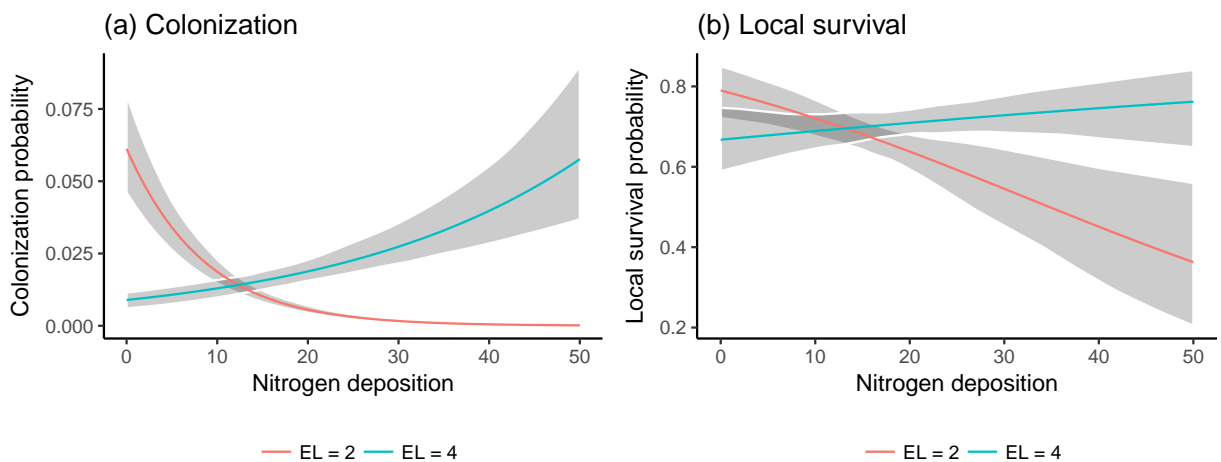 (a) Colonization
Colonization probability
0.075
0.050
0.025
0.000
0 10 20 30 40 50
Nitrogen deposition
EL = 2 EL = 4
(b) Local survival
Local survival probability
0.8
0.6
0.4
0.2
0 10 20 30 40 50
Nitrogen deposition
EL = 2 EL = 4